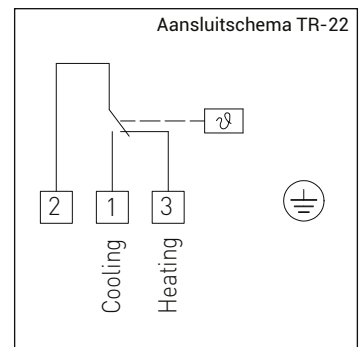 Aansluitschema TR-22
ϑ
2 1 3
Cooling
Heating